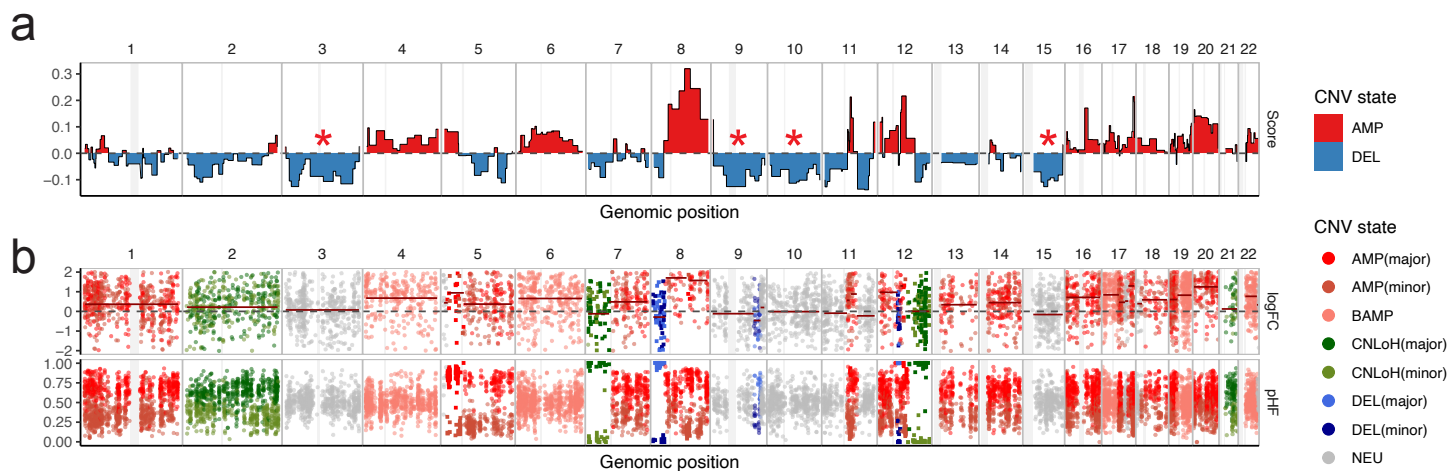 a
1 2 3 4 5 6 7 8 9 10 11 12 13 14 15 16 17 18 19 20 21 22
0.3
0.2
0.1
0.0
−0.1
* * * *
Score
Genomic position
CNV state
AMP
DEL
b
1 2 3 4 5 6 7 8 9 10 11 12 13 14 15 16 17 18 19 20 21 22
2
1
0
−1
−2
logFC
1.00
0.75
0.50
0.25
0.00
pHF
Genomic position
CNV state
AMP(major)
AMP(minor)
BAMP
CNLoH(major)
CNLoH(minor)
DEL(major)
DEL(minor)
NEU